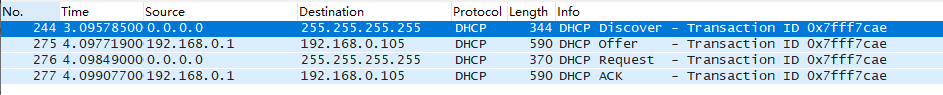 No. Time Source Destination Protocol Length Info
244 3.09578500 0.0.0.0 255.255.255.255 DHCP 344 DHCP Discover - Transaction ID 0x7fff7cae
275 4.09771900 192.168.0.1 192.168.0.105 DHCP 590 DHCP Offer - Transaction ID 0x7fff7cae
276 4.09849000 0.0.0.0 255.255.255.255 DHCP 370 DHCP Request - Transaction ID 0x7fff7cae
277 4.09907700 192.168.0.1 192.168.0.105 DHCP 590 DHCP ACK - Transaction ID 0x7fff7cae